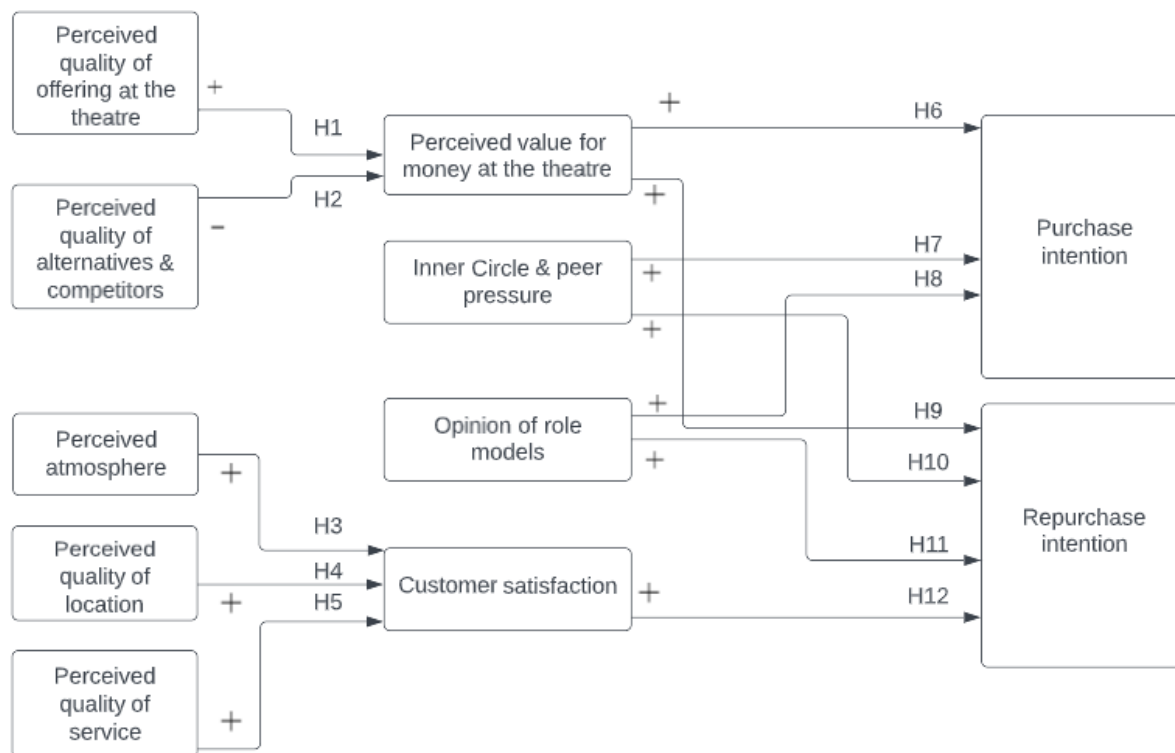 Perceived
quality of
offering at the
theatre
+
H1
Perceived value for
money at the theatre
+
H6
Purchase
intention
H2
Perceived
quality of
alternatives &
competitors
−
+
Inner Circle & peer
pressure
+
+
H7
H8
Opinion of role
models
+
+
H9
H10
H11
Repurchase
intention
Perceived
atmosphere
+
H3
Perceived
quality of
location
+
H4
H5
Customer satisfaction
+
H12
Perceived
quality of
service
+